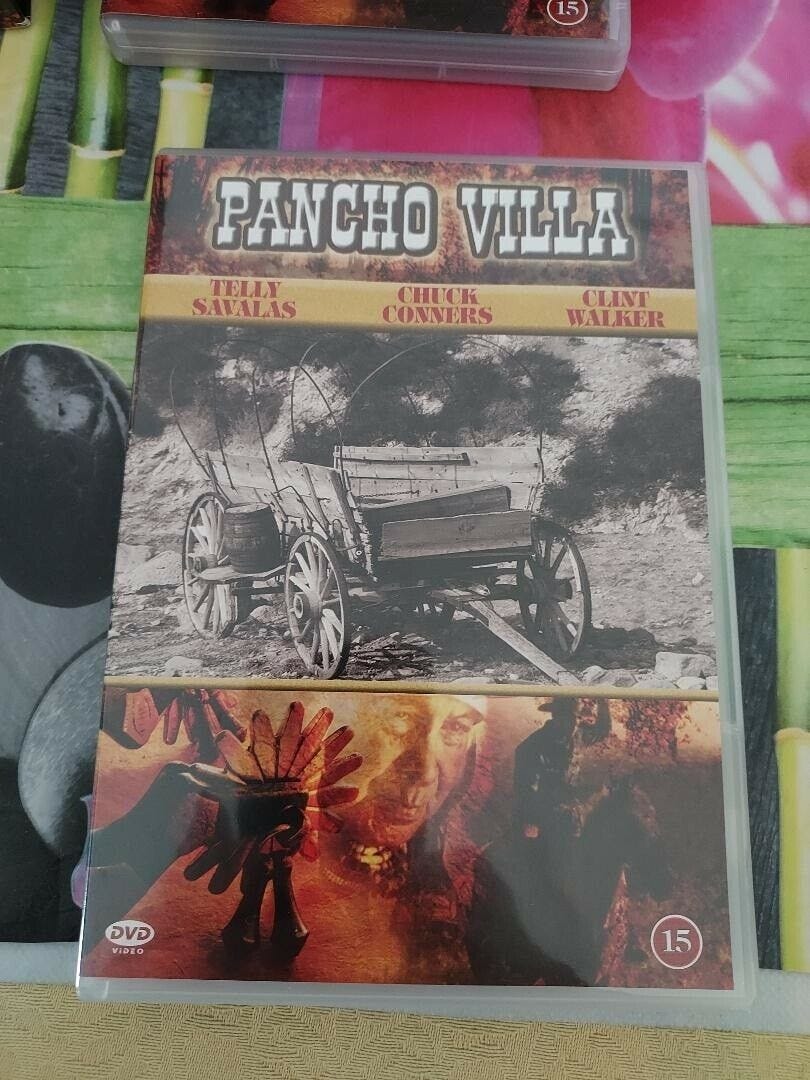 15
PANCHO VILLA
TELLY CHUCK CLINT
SAVALAS CONNERS WALKER
DVD
VIDEO
15